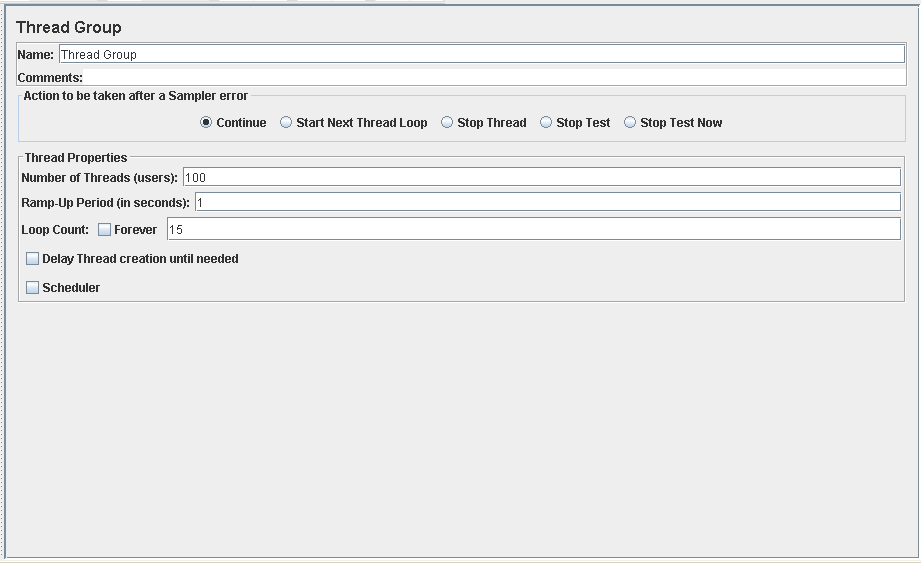 Thread Group
Name: Thread Group
Comments:
Action to be taken after a Sampler error
Continue Start Next Thread Loop Stop Thread Stop Test Stop Test Now
Thread Properties
Number of Threads (users): 100
Ramp-Up Period (in seconds): 1
Loop Count: Forever 15
Delay Thread creation until needed
Scheduler